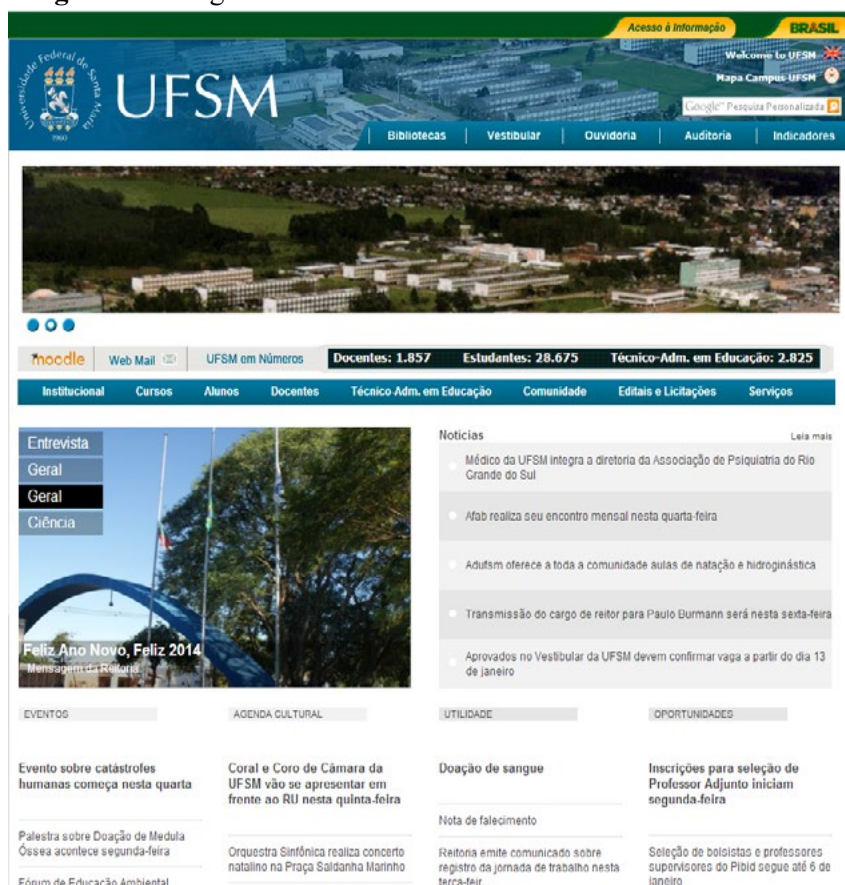 Acesso à Informação
BRASIL
Welcome to UFSM
Mapa Campus UFSM
Universidade Federal de Santa Maria
1960
UFSM
Google™ Pesquisa Personalizada
Bibliotecas | Vestibular | Ouvidoria | Auditoria | Indicadores
moodle Web Mail UFSM em Números Docentes: 1.857 Estudantes: 28.675 Técnico-Adm. em Educação: 2.825
Institucional Cursos Alunos Docentes Técnico-Adm. em Educação Comunidade Editais e Licitações Serviços
Entrevista
Geral
Geral
Ciência
Feliz Ano Novo, Feliz 2014
Mensagem da Reitoria
Notícias Leia mais
Médico da UFSM integra a diretoria da Associação de Psiquiatria do Rio
Grande do Sul
Afab realiza seu encontro mensal nesta quarta-feira
Adufsm oferece a toda a comunidade aulas de natação e hidroginástica
Transmissão do cargo de reitor para Paulo Burmann será nesta sexta-feira
Aprovados no Vestibular da UFSM devem confirmar vaga a partir do dia 13
de janeiro
EVENTOS
Evento sobre catástrofes
humanas começa nesta quarta
Palestra sobre Doação de Medula
Óssea acontece segunda-feira
Fórum de Educação Ambiental
AGENDA CULTURAL
Coral e Coro de Câmara da
UFSM vão se apresentar em
frente ao RU nesta quinta-feira
Orquestra Sinfônica realiza concerto
natalino na Praça Saldanha Marinho
UTILIDADE
Doação de sangue
Nota de falecimento
Reitoria emite comunicado sobre
registro da jornada de trabalho nesta
terça-feir
OPORTUNIDADES
Inscrições para seleção de
Professor Adjunto iniciam
segunda-feira
Seleção de bolsistas e professores
supervisores do Pibid segue até 6 de
janeiro